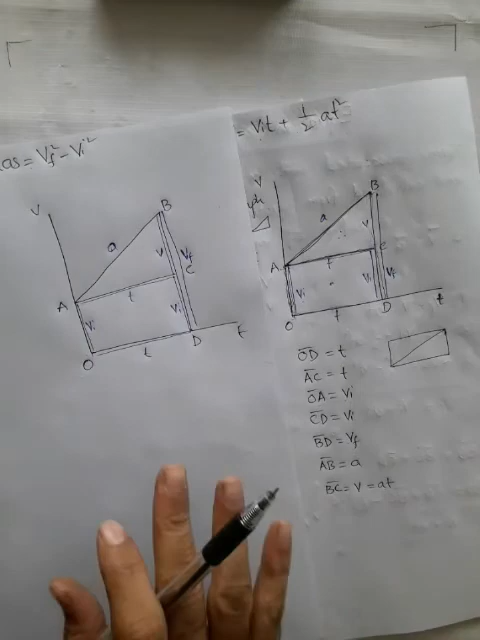 as = Vf² - Vi²
V
B
a
V
Vf
C
A
t
Vi
Vi
O
t
D
t
= Vit + 1/2 at²
V
B
a
V
C
A
t
Vi
Vi
Vf
O
t
D
t
OD = t
AC = t
OA = Vi
CD = Vi
BD = Vf
AB = a
BC = V = at